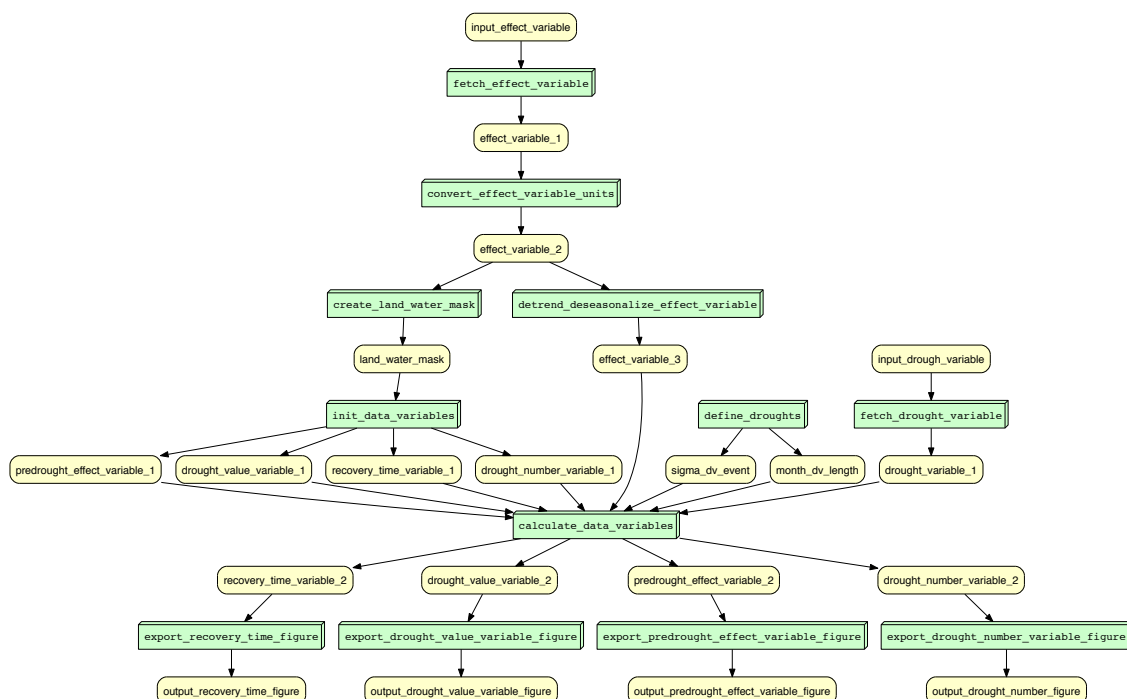 input_effect_variable
fetch_effect_variable
effect_variable_1
convert_effect_variable_units
effect_variable_2
create_land_water_mask
detrend_deseasonalize_effect_variable
land_water_mask
effect_variable_3
input_drough_variable
init_data_variables
define_droughts
fetch_drought_variable
predrought_effect_variable_1
drought_value_variable_1
recovery_time_variable_1
drought_number_variable_1
sigma_dv_event
month_dv_length
drought_variable_1
calculate_data_variables
recovery_time_variable_2
drought_value_variable_2
predrought_effect_variable_2
drought_number_variable_2
export_recovery_time_figure
export_drought_value_variable_figure
export_predrought_effect_variable_figure
export_drought_number_variable_figure
output_recovery_time_figure
output_drought_value_variable_figure
output_predrought_effect_variable_figure
output_drought_number_figure